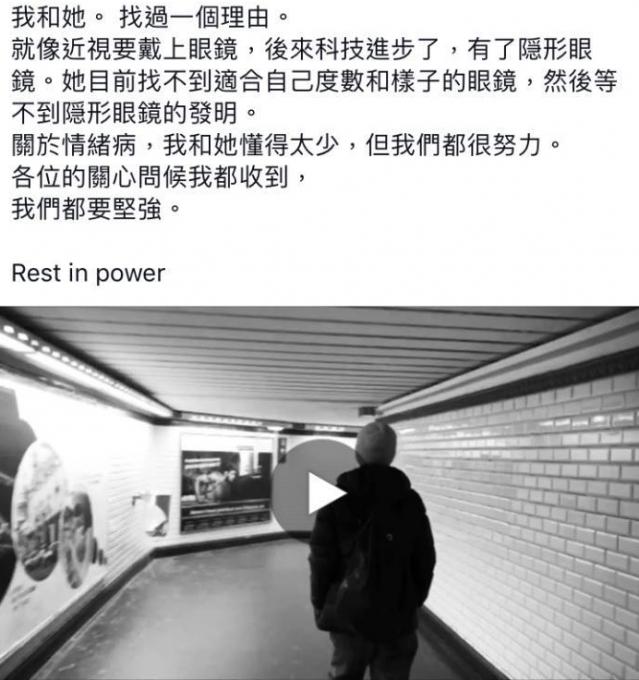 我和她。 找過一個理由。
就像近視要戴上眼鏡，後來科技進步了，有了隱形眼
鏡。她目前找不到適合自己度數和樣子的眼鏡，然後等
不到隱形眼鏡的發明。
關於情緒病，我和她懂得太少，但我們都很努力。
各位的關心問候我都收到，
我們都要堅強。
Rest in power